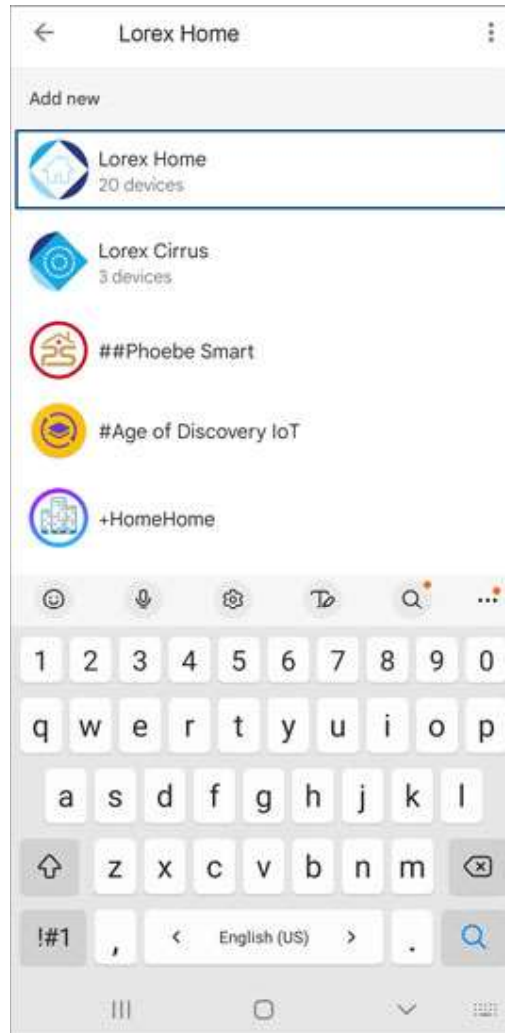 Lorex Home
Add new
Lorex Home
20 devices
Lorex Cirrus
3 devices
##Phoebe Smart
#Age of Discovery IoT
+HomeHome
1 2 3 4 5 6 7 8 9 0
q w e r t y u i o p
a s d f g h j k l
z x c v b n m
!#1 , < English (US) > .